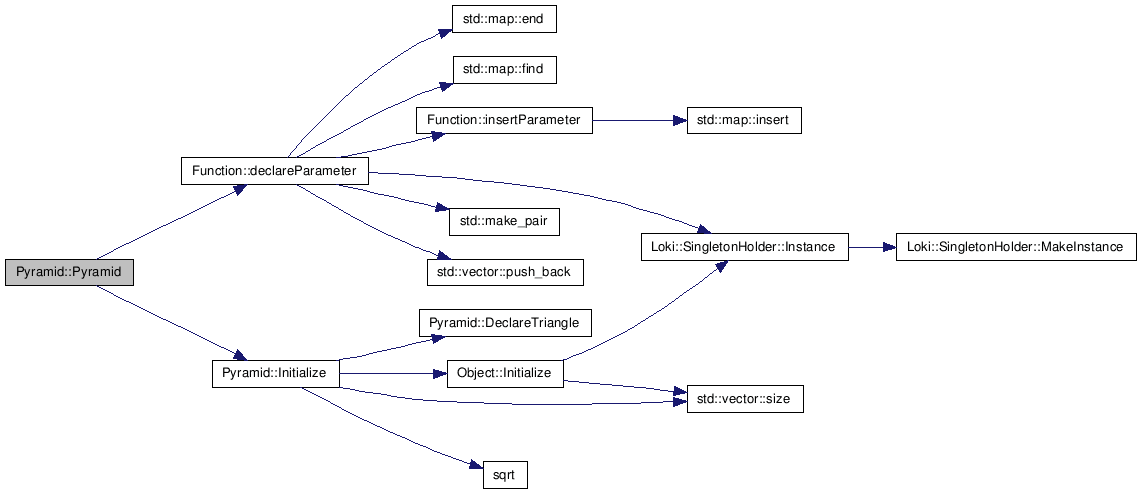 std::map::end
std::map::find
Function::insertParameter
std::map::insert
Function::declareParameter
std::make_pair
Loki::SingletonHolder::Instance
Loki::SingletonHolder::MakeInstance
Pyramid::Pyramid
std::vector::push_back
Pyramid::DeclareTriangle
Pyramid::Initialize
Object::Initialize
std::vector::size
sqrt